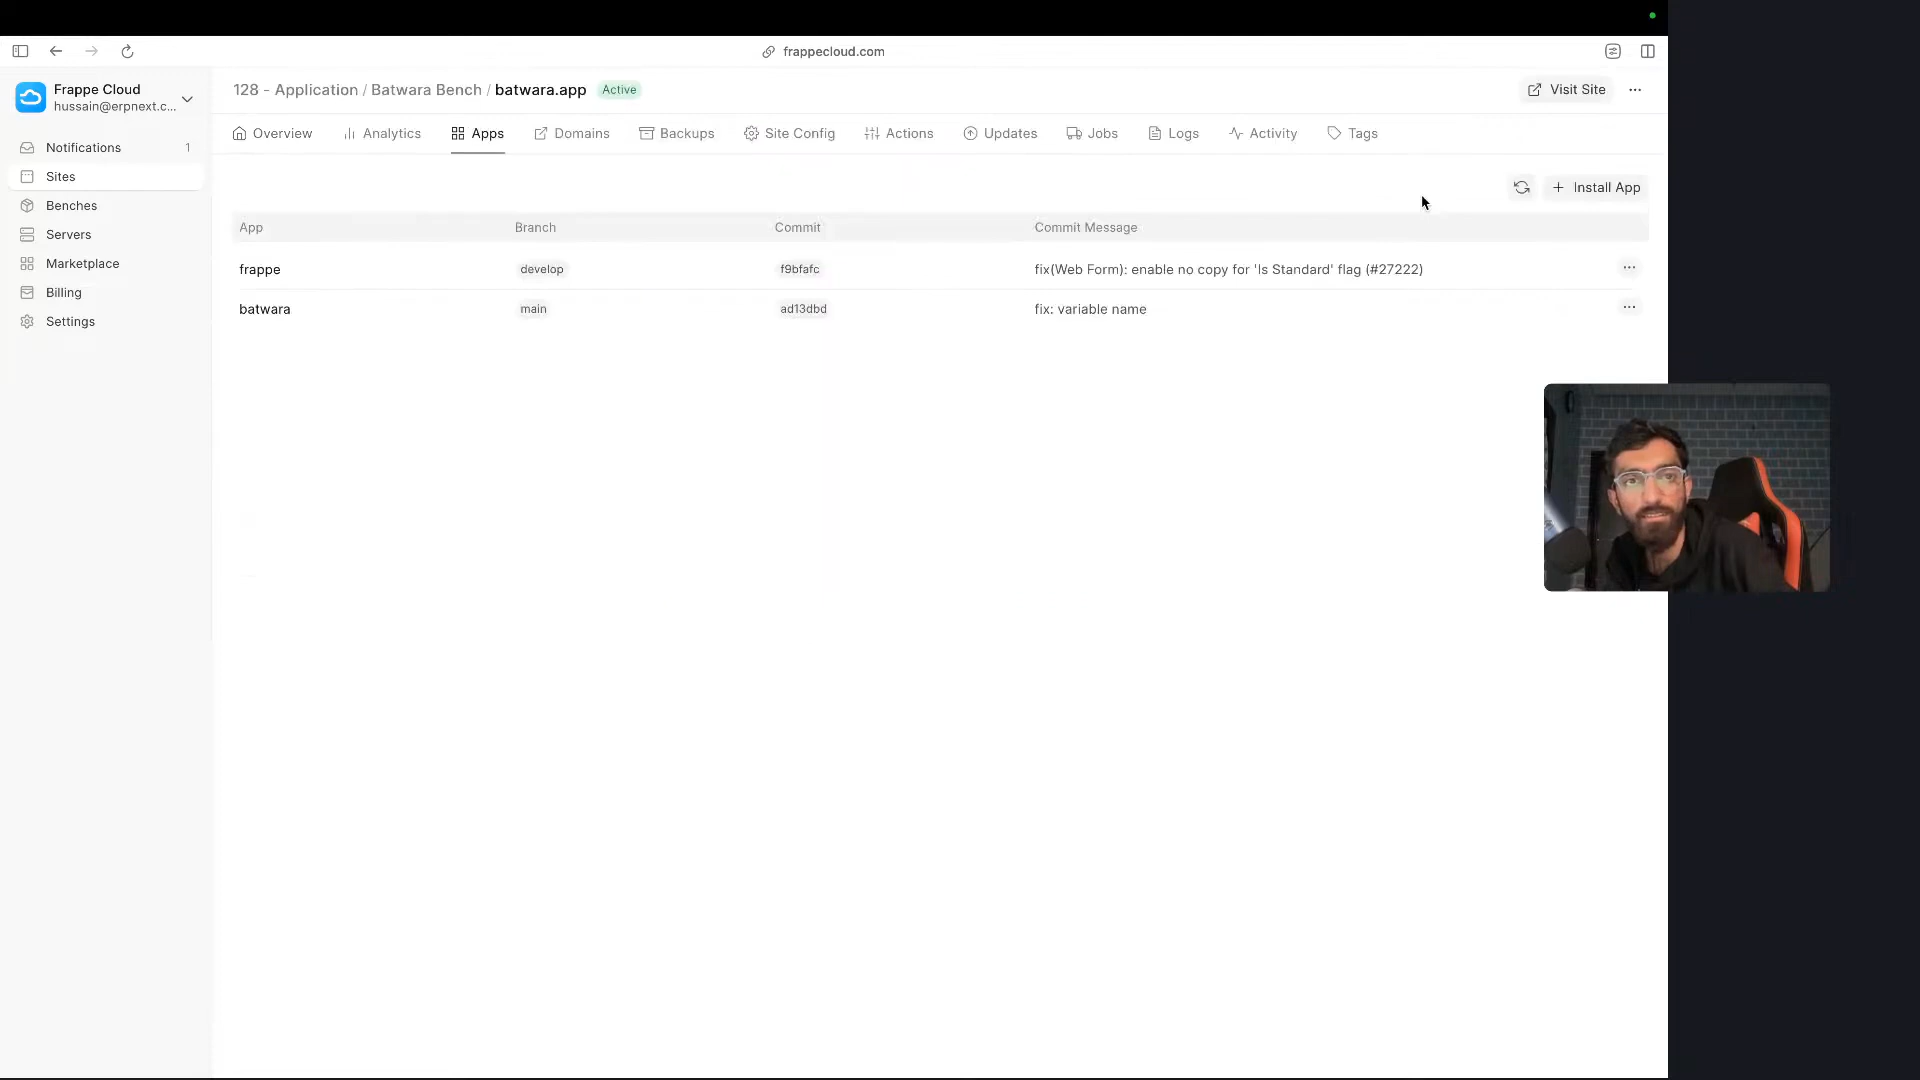 frappecloud.com
Frappe Cloud
hussain@erpnext.c...
Notifications 1
Sites
Benches
Servers
Marketplace
Billing
Settings
128 - Application / Batwara Bench / batwara.app Active
Visit Site
Overview Analytics Apps Domains Backups Site Config Actions Updates Jobs Logs Activity Tags
+ Install App
App Branch Commit Commit Message
frappe develop f9bfafc fix(Web Form): enable no copy for 'Is Standard' flag (#27222)
batwara main ad13dbd fix: variable name